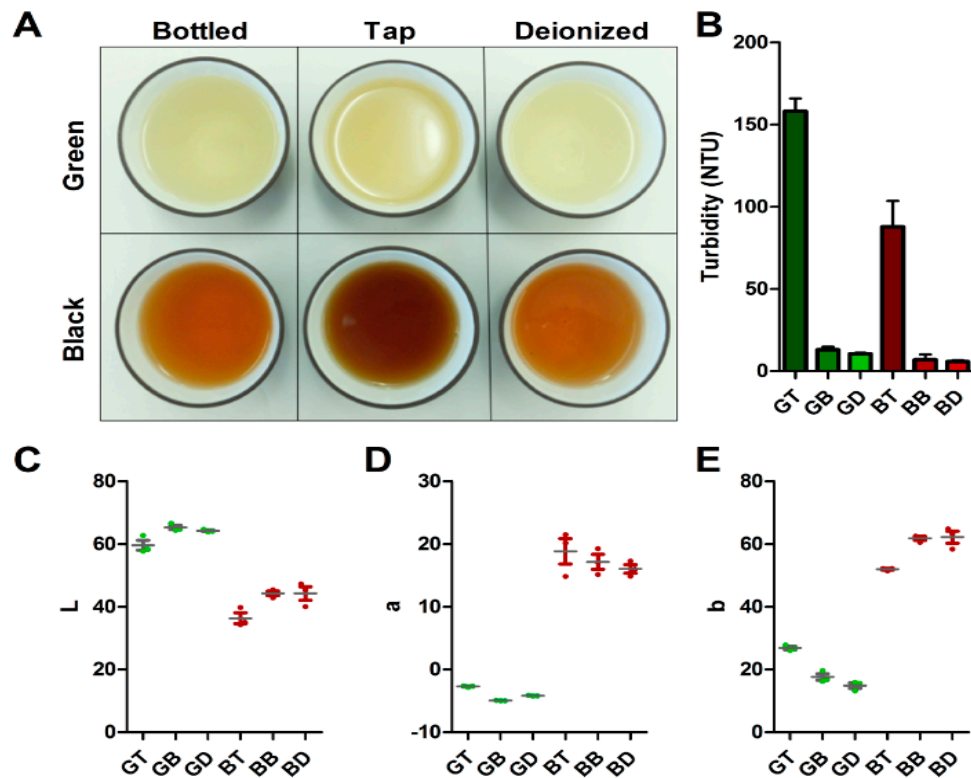 A
Bottled Tap Deionized
Green
Black
B
Turbidity (NTU)
200
150
100
50
0
GT GB GD BT BB BD
C
L
80
60
40
20
0
GT GB GD BT BB BD
D
a
30
20
10
0
-10
GT GB GD BT BB BD
E
b
80
60
40
20
0
GT GB GD BT BB BD